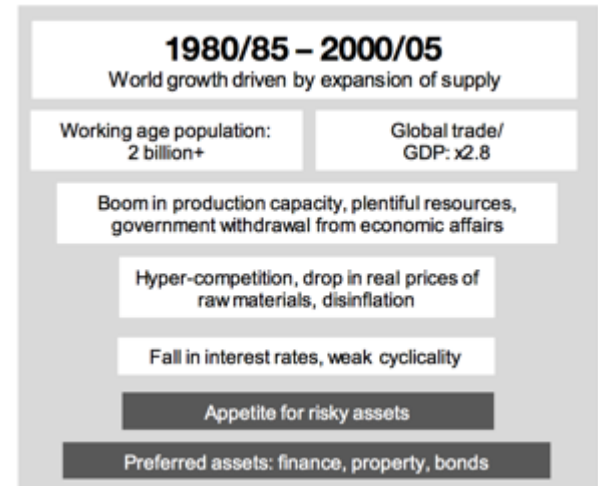 1980/85 – 2000/05
World growth driven by expansion of supply
Working age population:
2 billion+
Global trade/
GDP: x2.8
Boom in production capacity, plentiful resources,
government withdrawal from economic affairs
Hyper-competition, drop in real prices of
raw materials, disinflation
Fall in interest rates, weak cyclicality
Appetite for risky assets
Preferred assets: finance, property, bonds